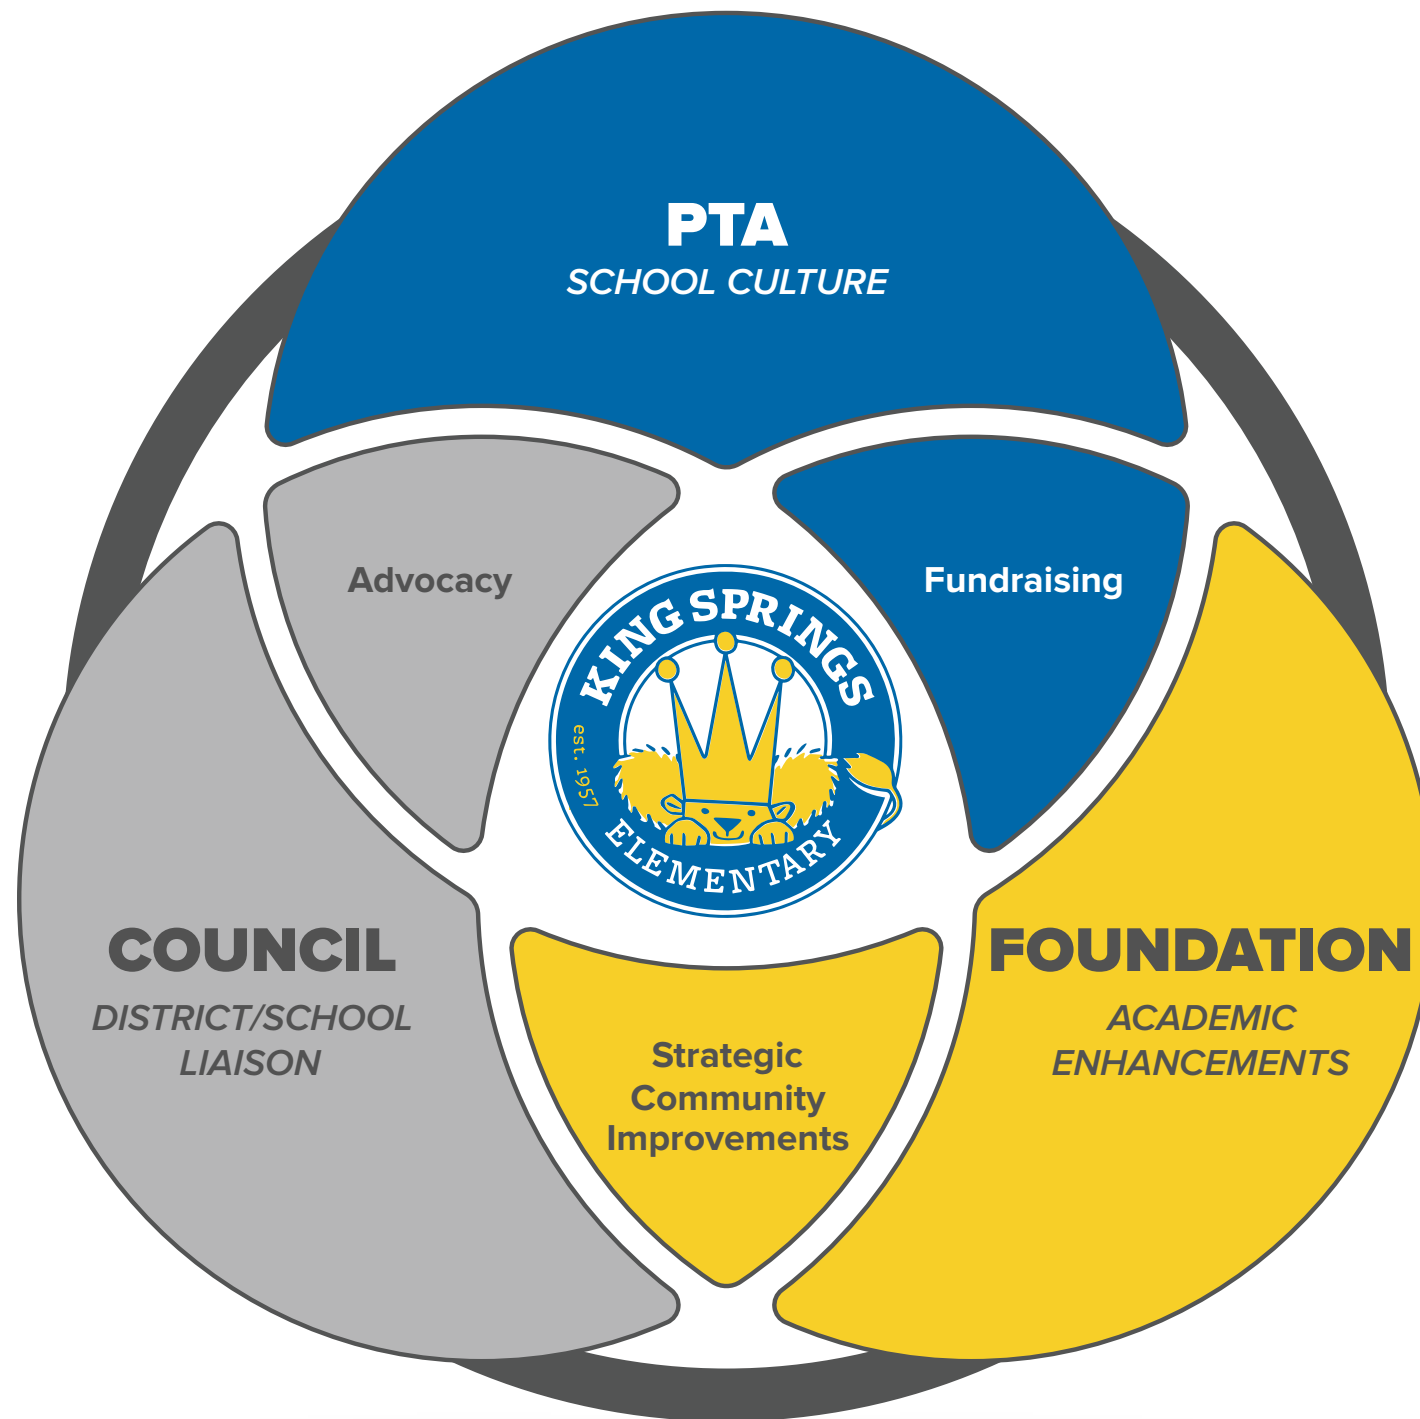 PTA
SCHOOL CULTURE
Advocacy
Fundraising
KING SPRINGS
est. 1957
ELEMENTARY
COUNCIL
DISTRICT/SCHOOL
LIAISON
FOUNDATION
ACADEMIC
ENHANCEMENTS
Strategic
Community
Improvements